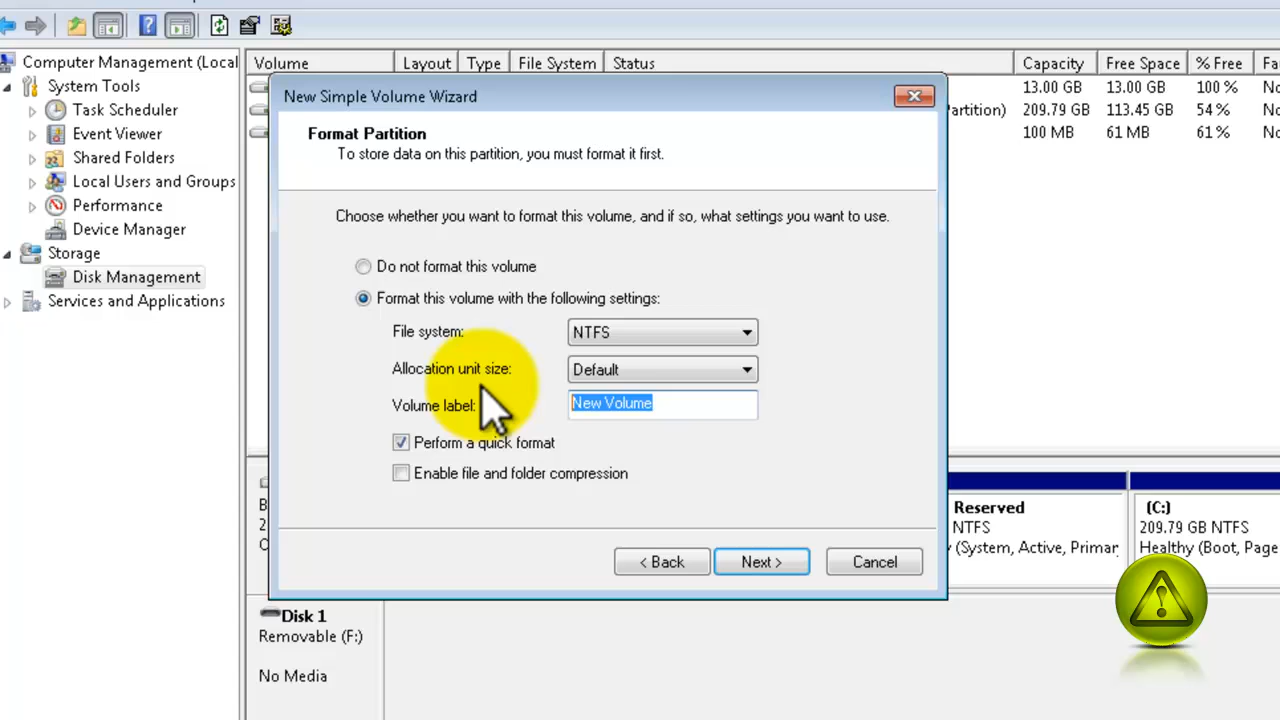 Computer Management (Local
System Tools
Task Scheduler
Event Viewer
Shared Folders
Local Users and Groups
Performance
Device Manager
Storage
Disk Management
Services and Applications
Volume Layout Type File System Status Capacity Free Space % Free
13.00 GB 13.00 GB 100 %
artition) 209.79 GB 113.45 GB 54 %
100 MB 61 MB 61 %
New Simple Volume Wizard
Format Partition
To store data on this partition, you must format it first.
Choose whether you want to format this volume, and if so, what settings you want to use.
Do not format this volume
Format this volume with the following settings:
File system: NTFS
Allocation unit size: Default
Volume label: New Volume
Perform a quick format
Enable file and folder compression
< Back Next > Cancel
Reserved
NTFS
(System, Active, Primar
(C:)
209.79 GB NTFS
Healthy (Boot, Page
Disk 1
Removable (F:)
No Media